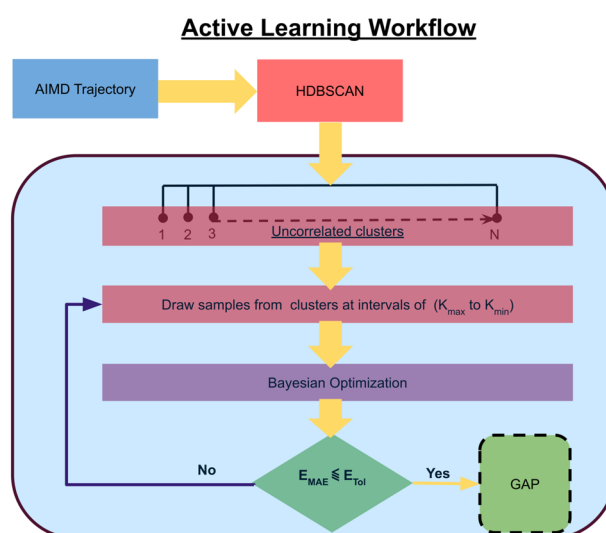 Active Learning Workflow
AIMD Trajectory
HDBSCAN
1 2 3 N
Uncorrelated clusters
Draw samples from clusters at intervals of (Kmax to Kmin)
Bayesian Optimization
EMAE ≦ ETol
No
Yes
GAP